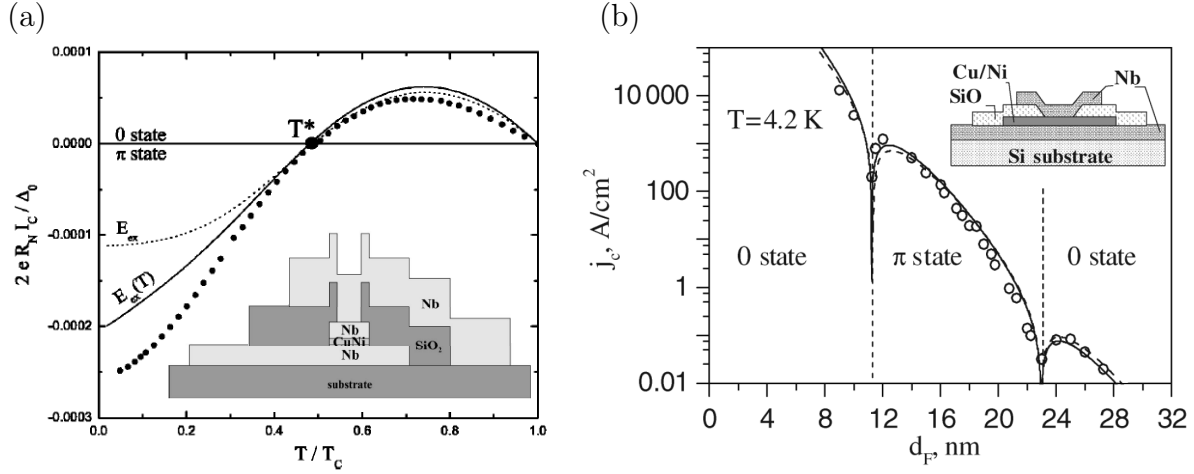 (a)
0.0001
0.0000
-0.0001
-0.0002
-0.0003
2 e R_N I_C / Δ_0
0 state
π state
T*
E_ex
E_ex(T)
Nb
Nb
CuNi
Nb
SiO₂
substrate
0.0 0.2 0.4 0.6 0.8 1.0
T / T_C
(b)
10 000
100
1
0.01
j_c, A/cm²
T=4.2 K
Cu/Ni
SiO
Nb
Si substrate
0 state
π state
0 state
0 4 8 12 16 20 24 28 32
d_F, nm